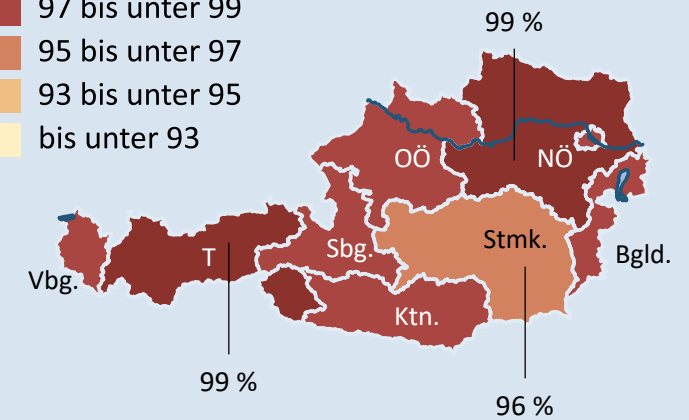 97 bis unter 99
95 bis unter 97
93 bis unter 95
bis unter 93
99 %
OÖ
NÖ
Stmk.
Sbg.
T
Bgld.
Vbg.
Ktn.
99 %
96 %